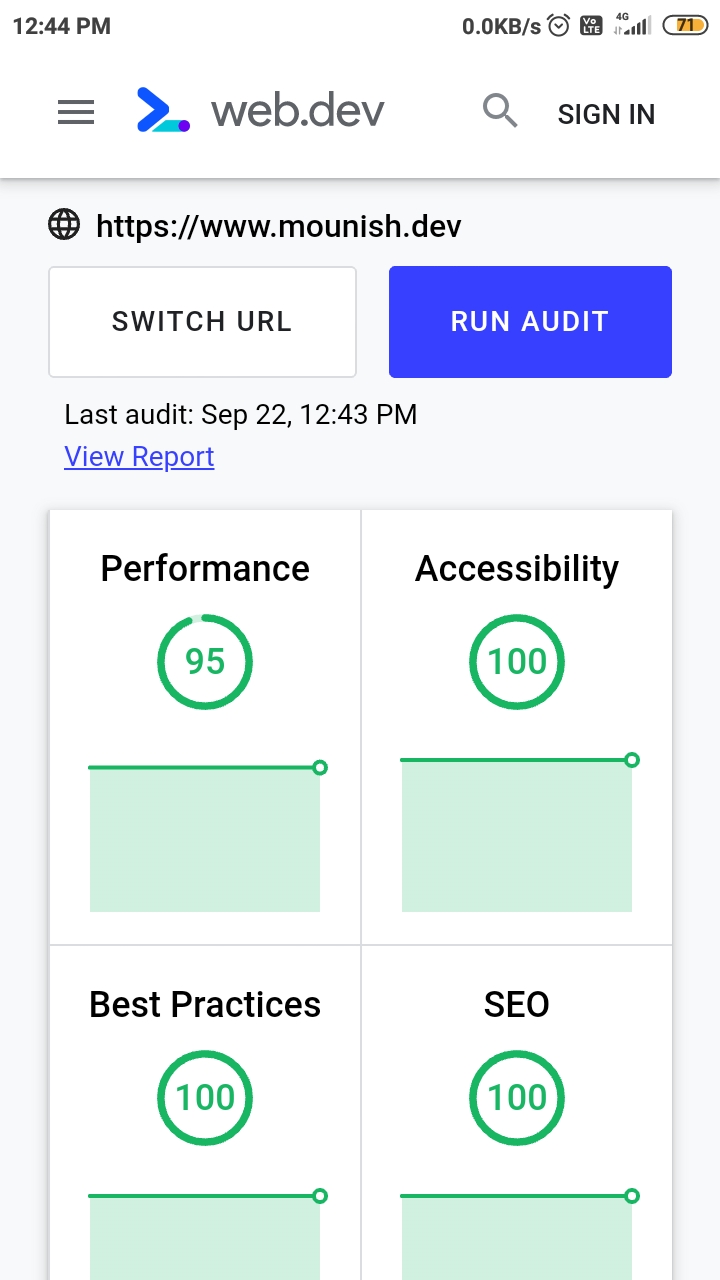 12:44 PM 0.0KB/s Vo LTE 4G 71
web.dev SIGN IN
https://www.mounish.dev
SWITCH URL RUN AUDIT
Last audit: Sep 22, 12:43 PM
View Report
Performance Accessibility
95 100
Best Practices SEO
100 100